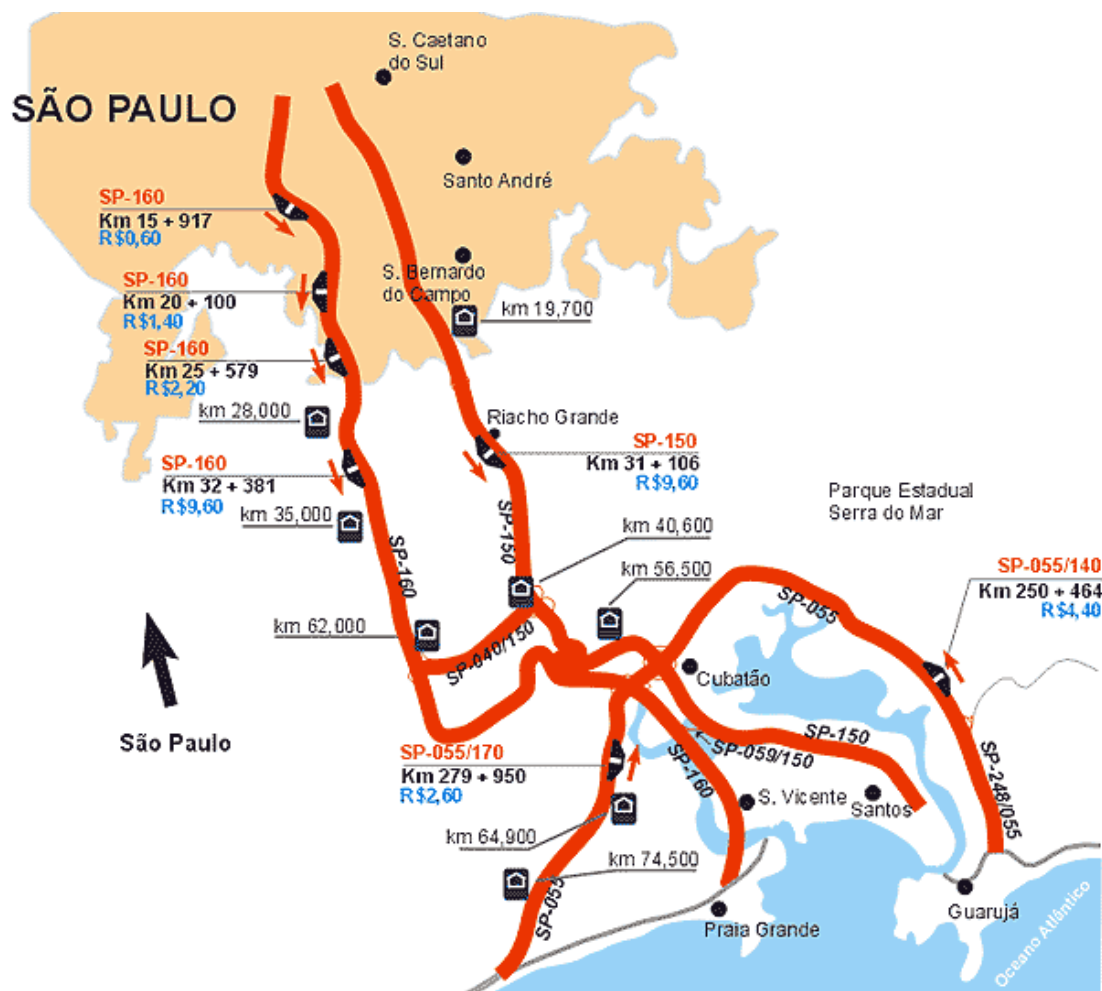 S. Caetano
do Sul
SÃO PAULO
Santo André
SP-160
Km 15 + 917
R$0,60
S. Bernardo
do Campo
SP-160
Km 20 + 100
R$1,40
km 19,700
SP-160
Km 25 + 579
R$2,20
km 28,000
Riacho Grande
SP-150
Km 31 + 106
R$9,60
SP-160
Km 32 + 381
R$9,60
km 35,000
Parque Estadual
Serra do Mar
SP-150
km 40,600
SP-160
km 56,500
SP-055/140
Km 250 + 464
R$4,40
SP-055
km 62,000
SP-040/150
Cubatão
São Paulo
SP-055/170
Km 279 + 950
R$2,60
SP-150
SP-059/150
SP-160
SP-248/055
S. Vicente
Santos
km 64,900
km 74,500
SP-055
Guarujá
Praia Grande
Oceano Atlântico